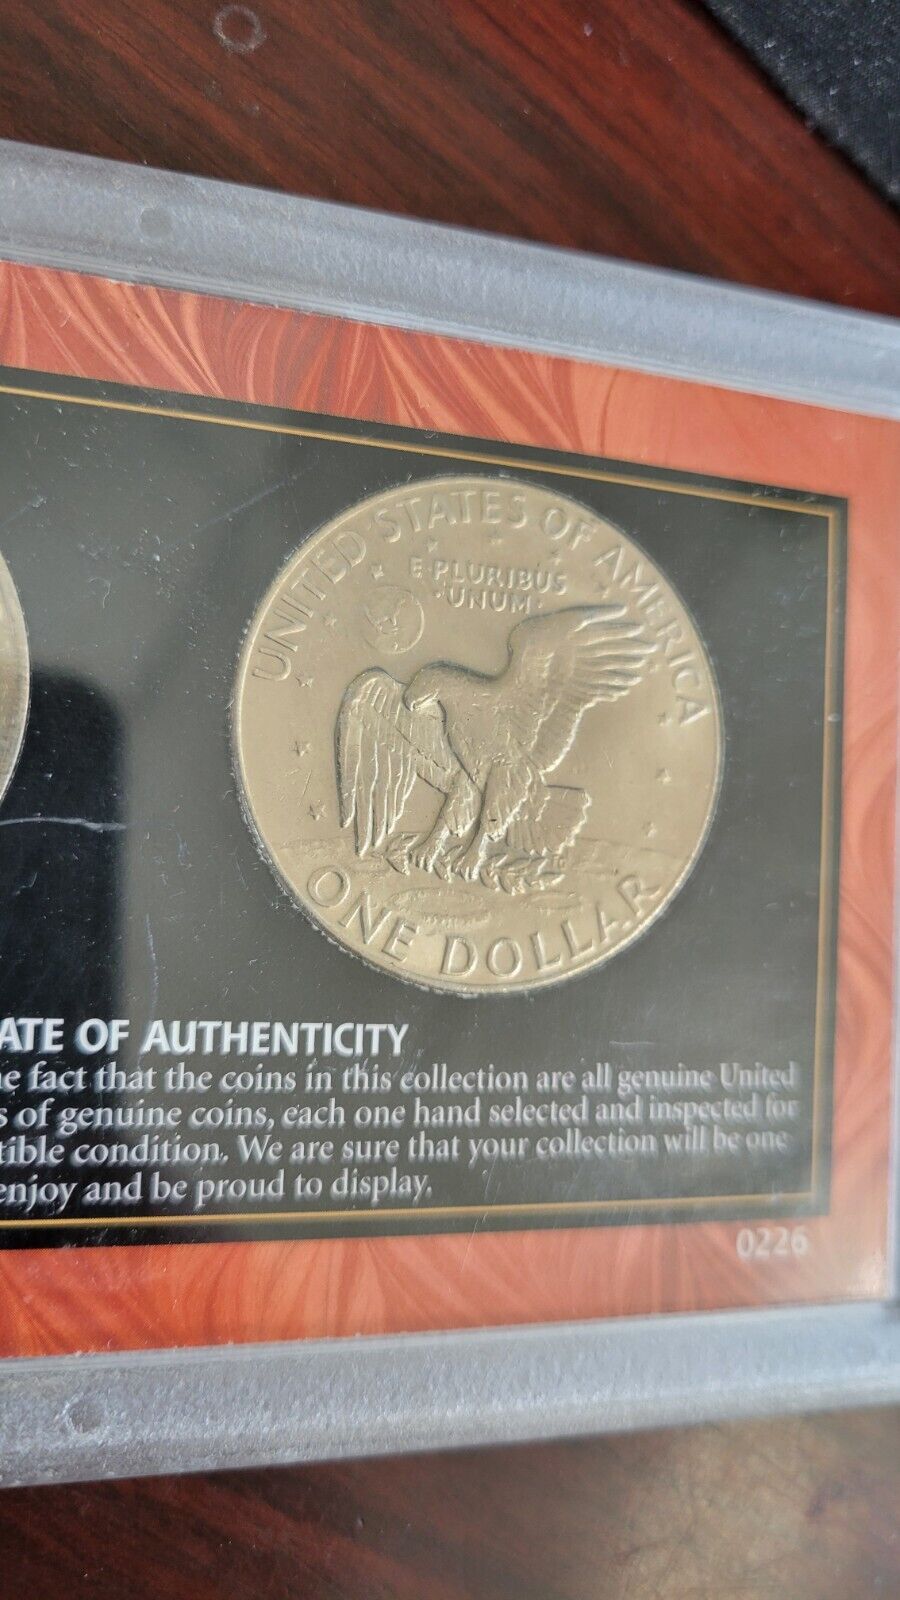 UNITED STATES OF AMERICA
E·PLURIBUS
·UNUM·
ONE DOLLAR
ATE OF AUTHENTICITY
e fact that the coins in this collection are all genuine United
s of genuine coins, each one hand selected and inspected for
tible condition. We are sure that your collection will be one
enjoy and be proud to display.
0226